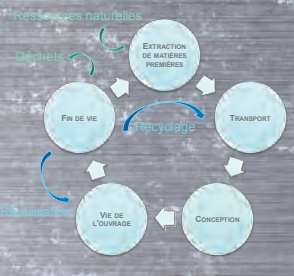 Ressources naturelles
EXTRACTION
DE MATIÈRES
PREMIÈRES
Déchets
FIN DE VIE
TRANSPORT
Recyclage
VIE DE
L'OUVRAGE
CONCEPTION